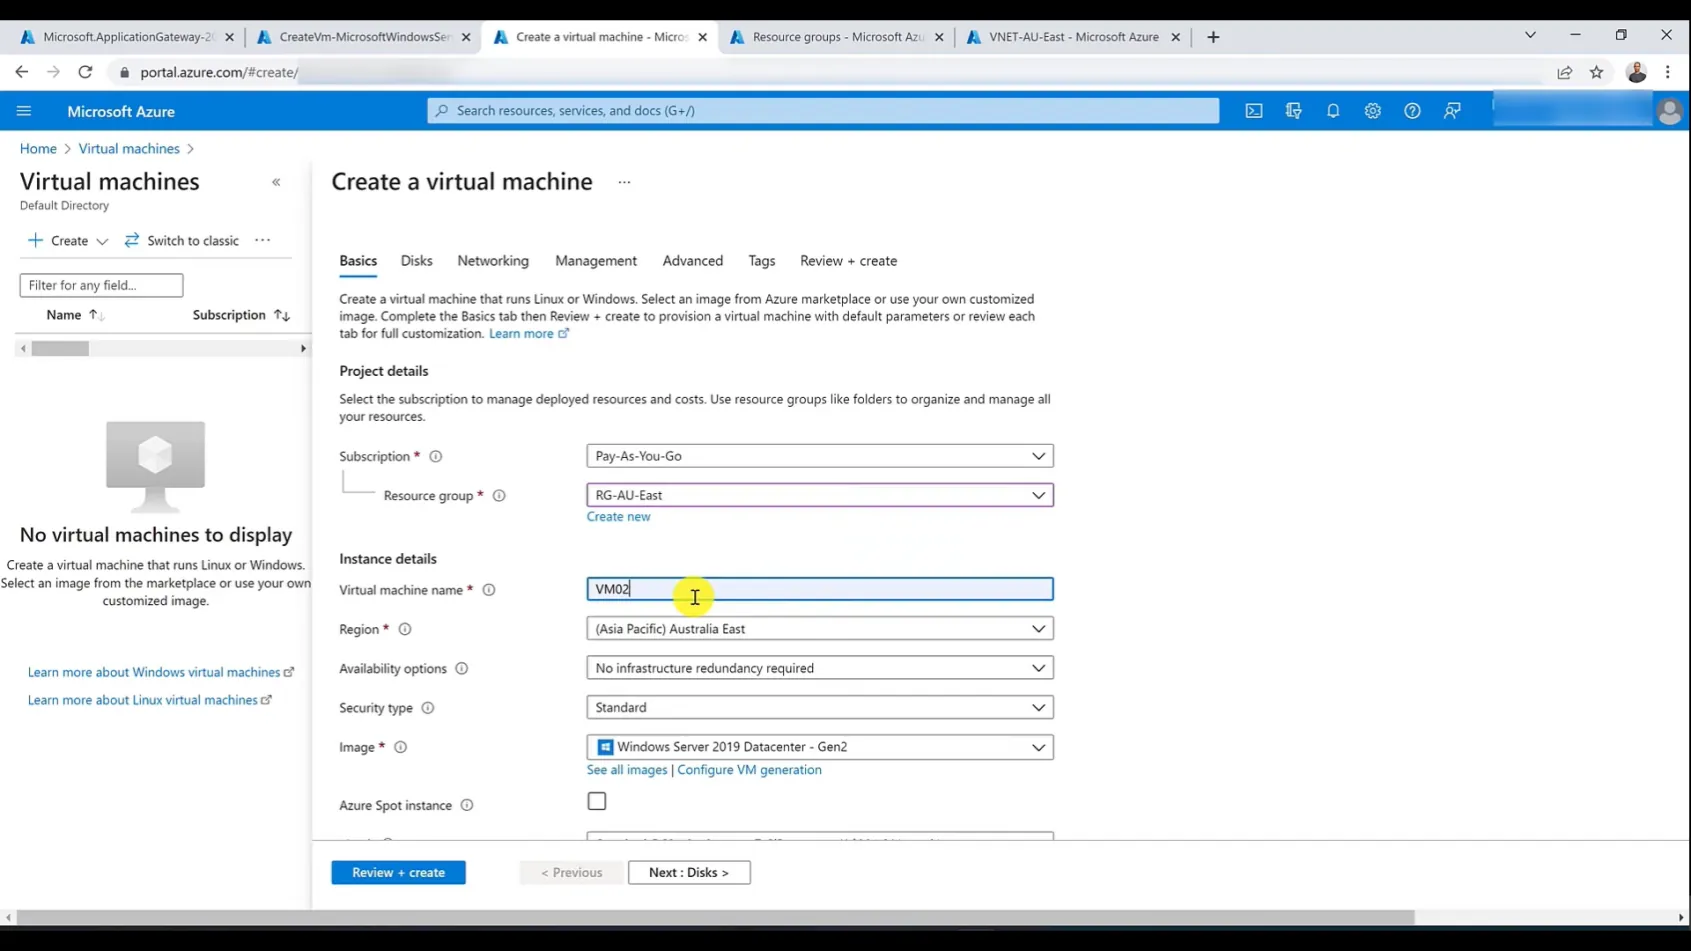 Microsoft.ApplicationGateway-20
CreateVm-MicrosoftWindowsSer
Create a virtual machine - Micros
Resource groups - Microsoft Azu
VNET-AU-East - Microsoft Azure
portal.azure.com/#create/
Microsoft Azure
Search resources, services, and docs (G+/)
Home > Virtual machines >
Virtual machines
Default Directory
Create
Switch to classic
Filter for any field...
Name
Subscription
No virtual machines to display
Create a virtual machine that runs Linux or Windows.
Select an image from the marketplace or use your own
customized image.
Learn more about Windows virtual machines
Learn more about Linux virtual machines
Create a virtual machine
Basics
Disks
Networking
Management
Advanced
Tags
Review + create
Create a virtual machine that runs Linux or Windows. Select an image from Azure marketplace or use your own customized
image. Complete the Basics tab then Review + create to provision a virtual machine with default parameters or review each
tab for full customization. Learn more
Project details
Select the subscription to manage deployed resources and costs. Use resource groups like folders to organize and manage all
your resources.
Subscription *
Pay-As-You-Go
Resource group *
RG-AU-East
Create new
Instance details
Virtual machine name *
VM02
Region *
(Asia Pacific) Australia East
Availability options
No infrastructure redundancy required
Security type
Standard
Image *
Windows Server 2019 Datacenter - Gen2
See all images | Configure VM generation
Azure Spot instance
Review + create
< Previous
Next : Disks >